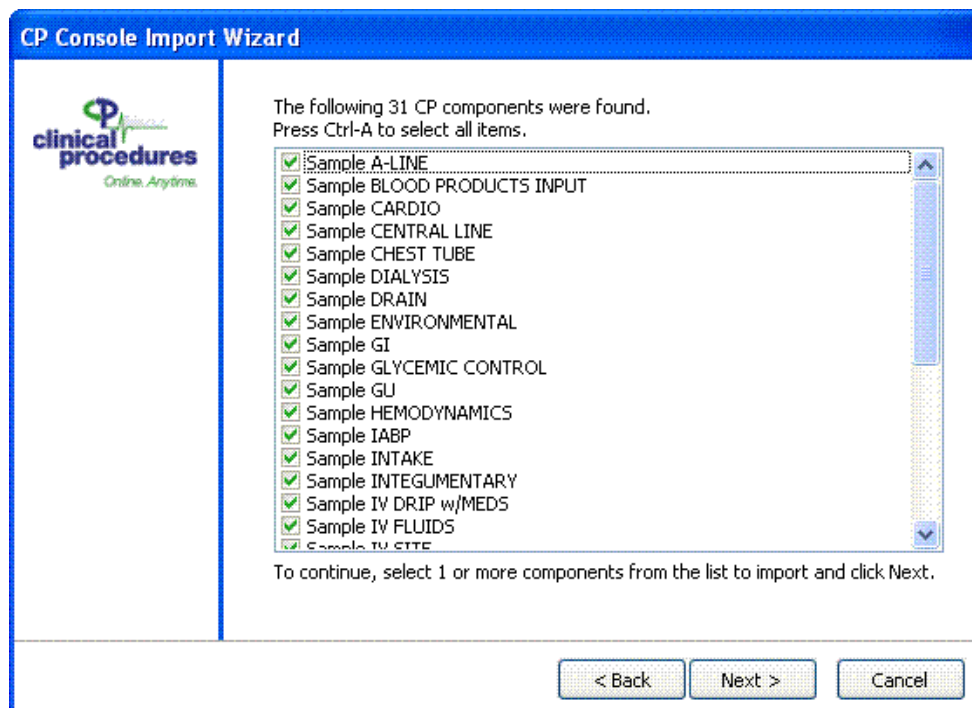 CP Console Import Wizard
CP
clinical
procedures
Online. Anytime.
The following 31 CP components were found.
Press Ctrl-A to select all items.
Sample A-LINE
Sample BLOOD PRODUCTS INPUT
Sample CARDIO
Sample CENTRAL LINE
Sample CHEST TUBE
Sample DIALYSIS
Sample DRAIN
Sample ENVIRONMENTAL
Sample GI
Sample GLYCEMIC CONTROL
Sample GU
Sample HEMODYNAMICS
Sample IABP
Sample INTAKE
Sample INTEGUMENTARY
Sample IV DRIP w/MEDS
Sample IV FLUIDS
Sample IV SITE
To continue, select 1 or more components from the list to import and click Next.
< Back
Next >
Cancel